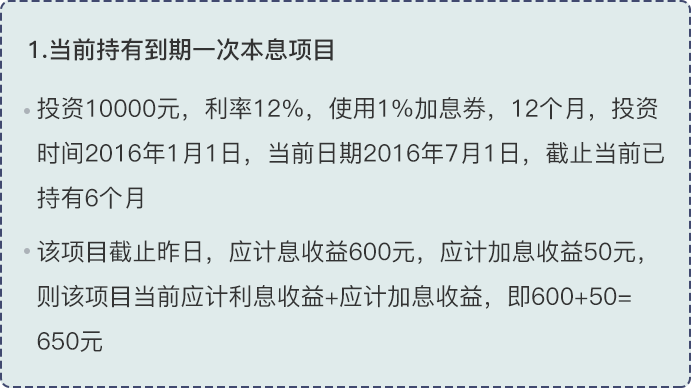 1.当前持有到期一次本息项目
投资10000元，利率12%，使用1%加息券，12个月，投资
时间2016年1月1日，当前日期2016年7月1日，截止当前已
持有6个月
该项目截止昨日，应计息收益600元，应计加息收益50元，
则该项目当前应计利息收益+应计加息收益，即600+50=
650元